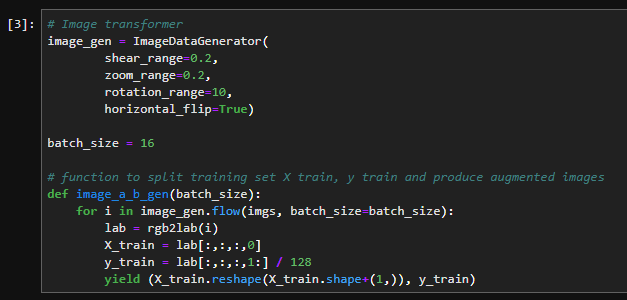 [3]: # Image transformer
image_gen = ImageDataGenerator(
        shear_range=0.2,
        zoom_range=0.2,
        rotation_range=10,
        horizontal_flip=True)

batch_size = 16

# function to split training set X train, y train and produce augmented images
def image_a_b_gen(batch_size):
    for i in image_gen.flow(imgs, batch_size=batch_size):
        lab = rgb2lab(i)
        X_train = lab[:,:,:,0]
        y_train = lab[:,:,:,1:] / 128
        yield (X_train.reshape(X_train.shape+(1,)), y_train)